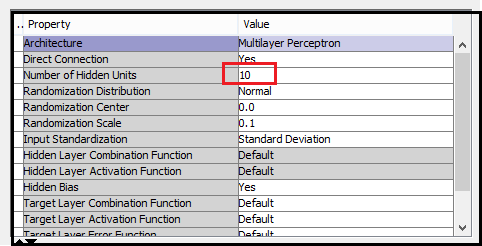 .. Property Value
Architecture Multilayer Perceptron
Direct Connection Yes
Number of Hidden Units 10
Randomization Distribution Normal
Randomization Center 0.0
Randomization Scale 0.1
Input Standardization Standard Deviation
Hidden Layer Combination Function Default
Hidden Layer Activation Function Default
Hidden Bias Yes
Target Layer Combination Function Default
Target Layer Activation Function Default
Target Layer Error Function Default